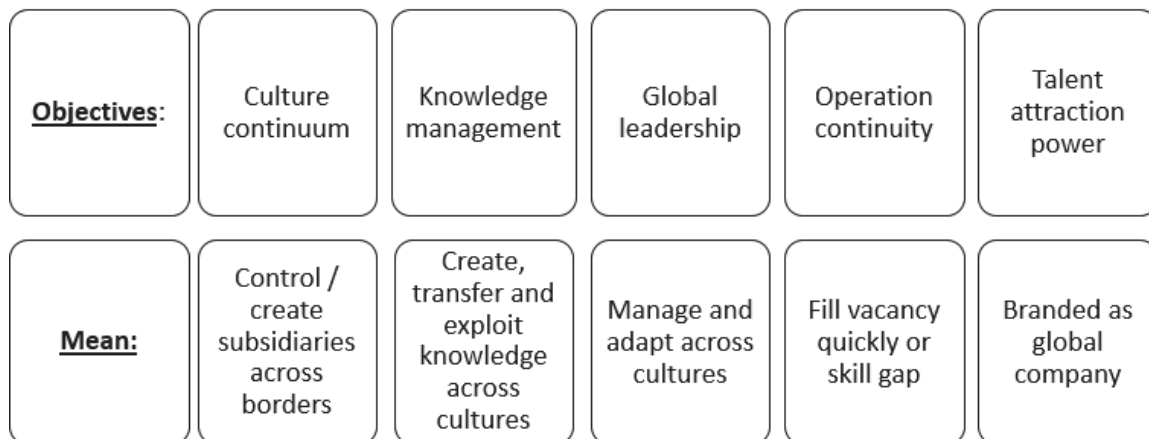 Objectives:
Culture
continuum
Knowledge
management
Global
leadership
Operation
continuity
Talent
attraction
power
Mean:
Control /
create
subsidiaries
across
borders
Create,
transfer and
exploit
knowledge
across
cultures
Manage and
adapt across
cultures
Fill vacancy
quickly or
skill gap
Branded as
global
company